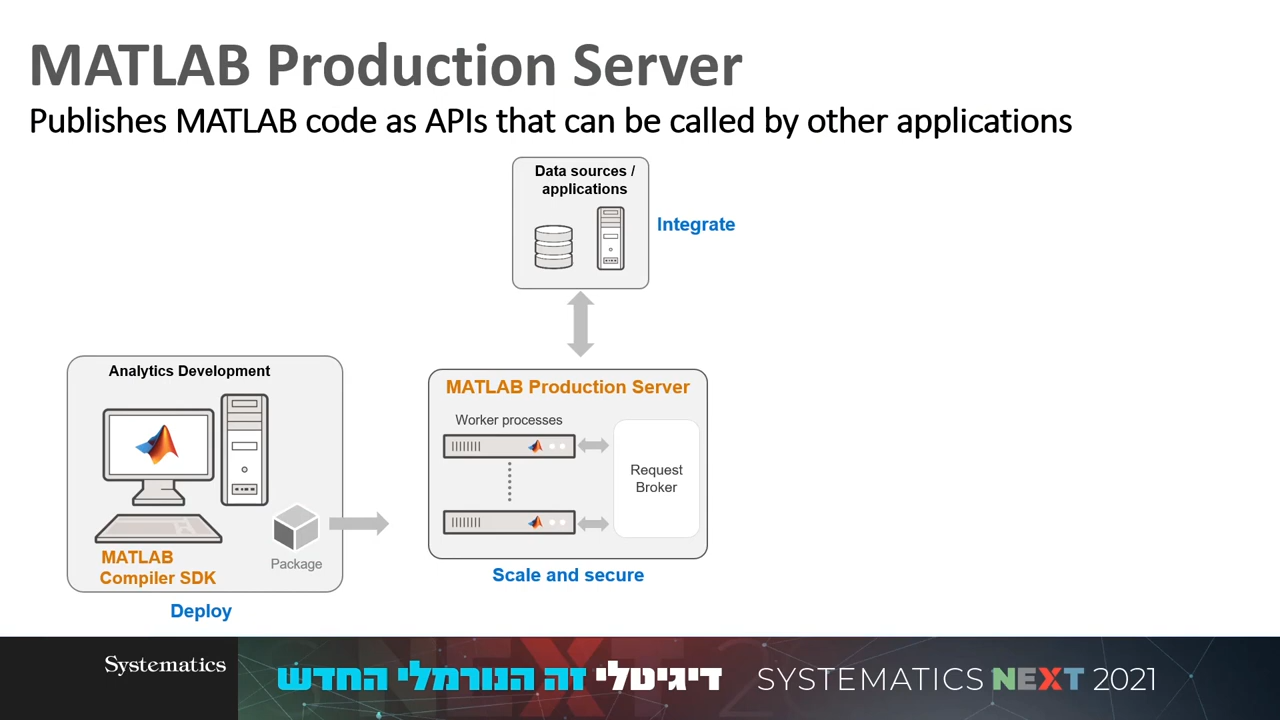 MATLAB Production Server
Publishes MATLAB code as APIs that can be called by other applications
Data sources /
applications
Integrate
Analytics Development
MATLAB
Compiler SDK
Package
Deploy
MATLAB Production Server
Worker processes
Request
Broker
Scale and secure
Systematics
דיגיטלי זה הנורמלי החדש
SYSTEMATICS NEXT 2021